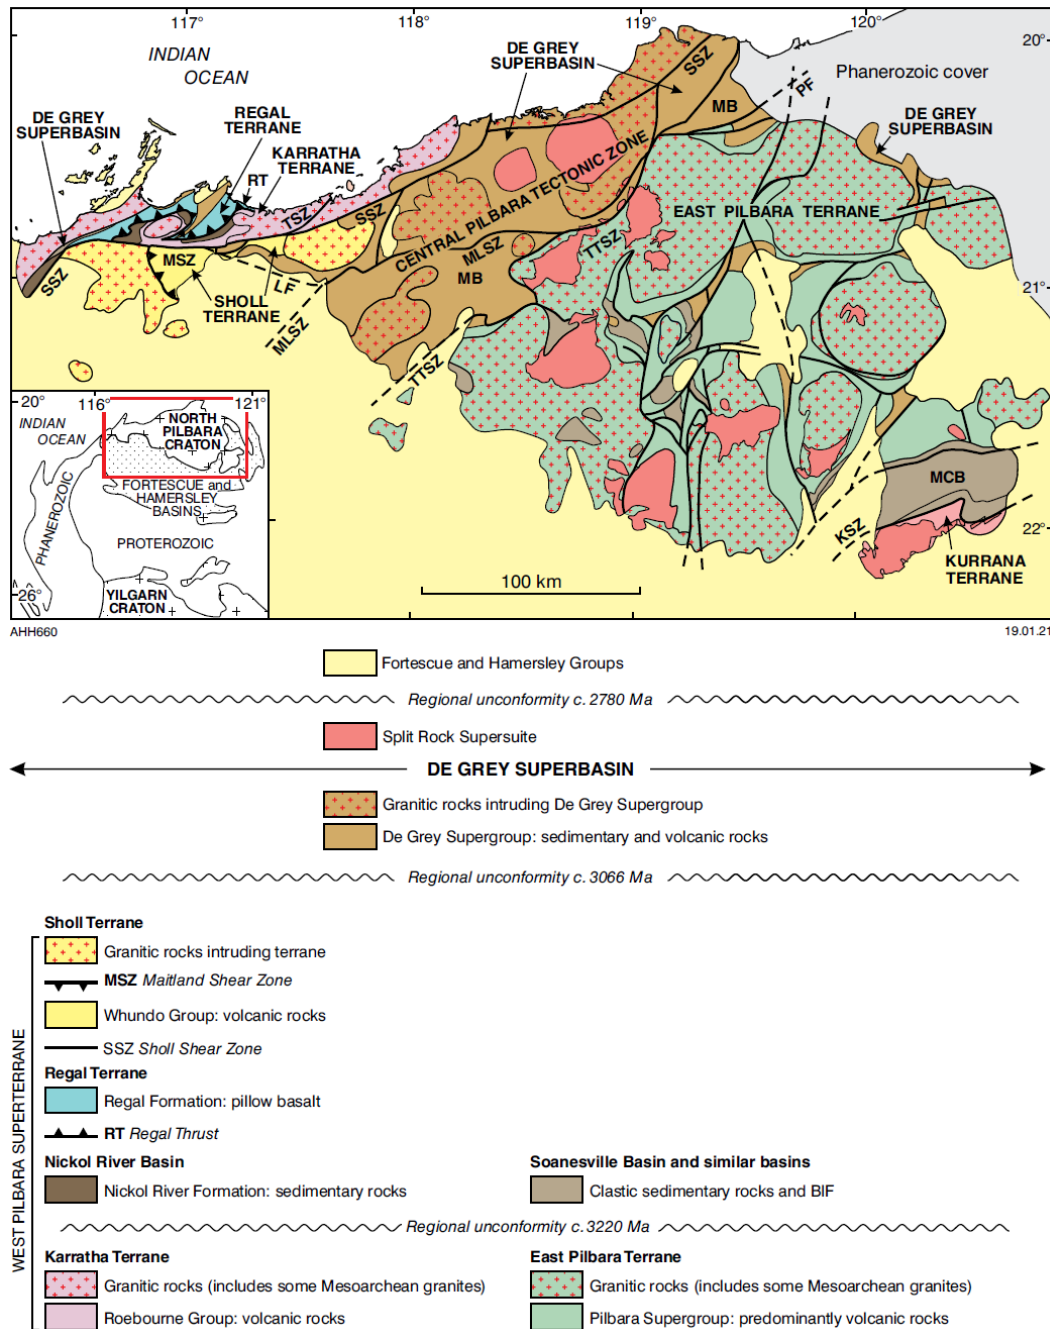 117°
118°
119°
120°
20°
INDIAN
OCEAN
DE GREY
SUPERBASIN
SSZ
Phanerozoic cover
MB
PF
DE GREY
SUPERBASIN
REGAL
TERRANE
DE GREY
SUPERBASIN
KARRATHA
TERRANE
RT
TSZ
SSZ
CENTRAL PILBARA TECTONIC ZONE
EAST PILBARA TERRANE
MLSZ
TTSZ
MSZ
SSZ
LF
MB
SHOLL
TERRANE
MLSZ
TTSZ
21°
20°
116°
121°
INDIAN
OCEAN
NORTH
PILBARA
CRATON
FORTESCUE and
HAMERSLEY
BASINS
PHANEROZOIC
PROTEROZOIC
YILGARN
CRATON
26°
MCB
KSZ
22°
KURRANA
TERRANE
100 km
AHH660
19.01.21
Fortescue and Hamersley Groups
Regional unconformity c. 2780 Ma
Split Rock Supersuite
DE GREY SUPERBASIN
Granitic rocks intruding De Grey Supergroup
De Grey Supergroup: sedimentary and volcanic rocks
Regional unconformity c. 3066 Ma
WEST PILBARA SUPERTERRANE
Sholl Terrane
Granitic rocks intruding terrane
MSZ Maitland Shear Zone
Whundo Group: volcanic rocks
SSZ Sholl Shear Zone
Regal Terrane
Regal Formation: pillow basalt
RT Regal Thrust
Nickol River Basin
Nickol River Formation: sedimentary rocks
Soanesville Basin and similar basins
Clastic sedimentary rocks and BIF
Regional unconformity c. 3220 Ma
Karratha Terrane
Granitic rocks (includes some Mesoarchean granites)
Roebourne Group: volcanic rocks
East Pilbara Terrane
Granitic rocks (includes some Mesoarchean granites)
Pilbara Supergroup: predominantly volcanic rocks